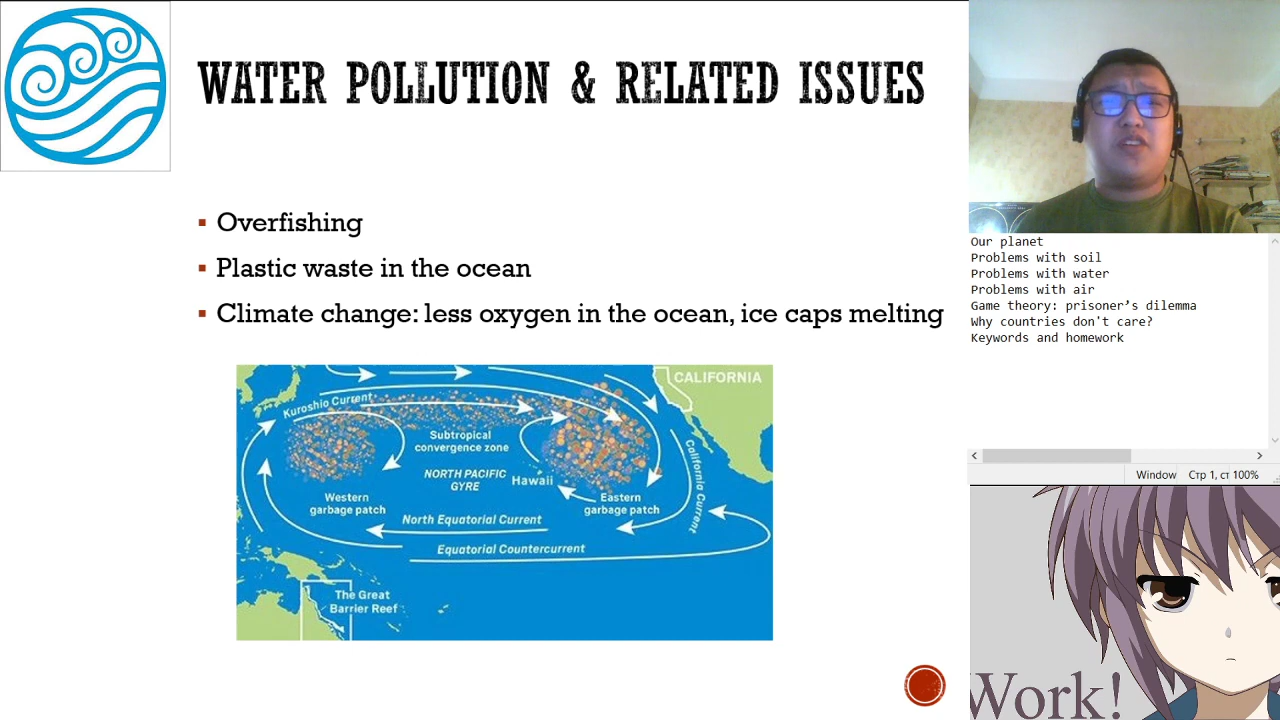 WATER POLLUTION & RELATED ISSUES
Overfishing
Plastic waste in the ocean
Climate change: less oxygen in the ocean, ice caps melting
CALIFORNIA
Kuroshio Current
Subtropical
convergence zone
NORTH PACIFIC
GYRE
Hawaii
California Current
Western
garbage patch
Eastern
garbage patch
North Equatorial Current
Equatorial Countercurrent
The Great
Barrier Reef
Our planet
Problems with soil
Problems with water
Problems with air
Game theory: prisoner’s dilemma
Why countries don't care?
Keywords and homework
Window Стр 1, ст 100%
Work!